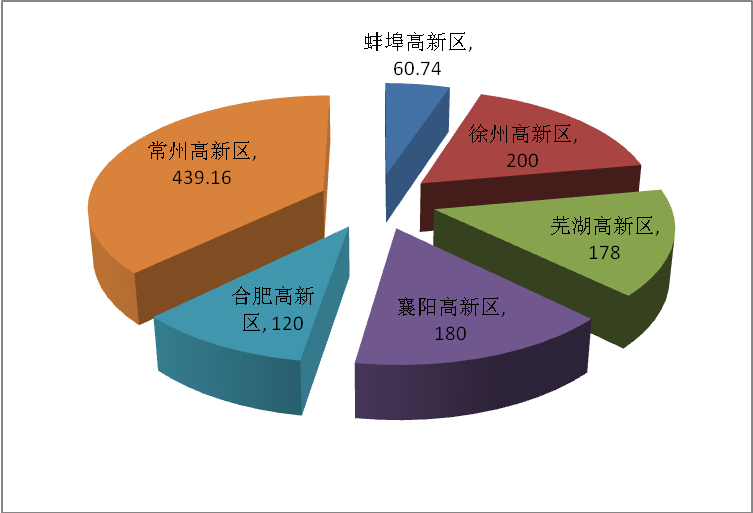 蚌埠高新区,
60.74
徐州高新区,
200
芜湖高新区,
178
襄阳高新区,
180
合肥高新
区, 120
常州高新区,
439.16